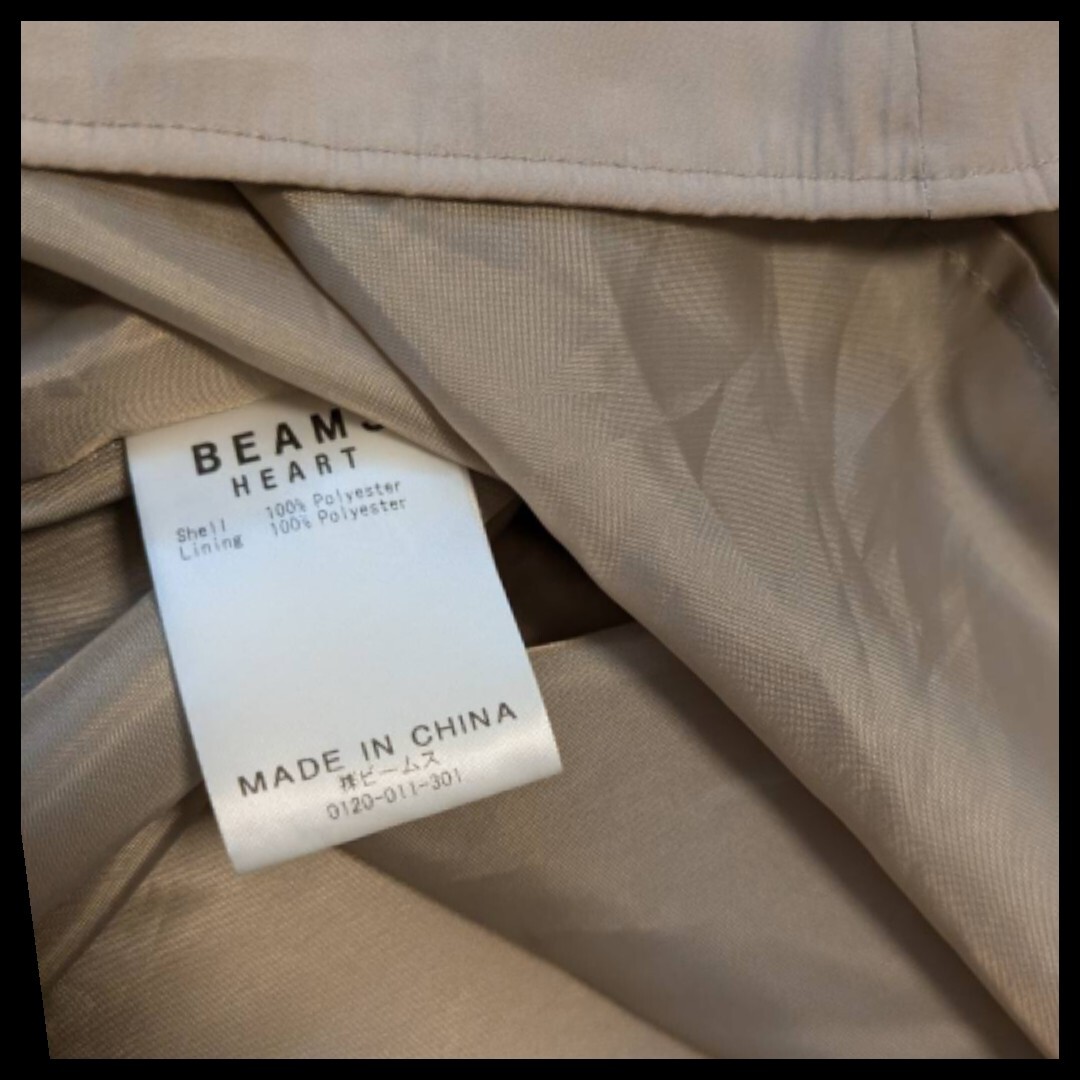 BEAMS
HEART
Shell 100% Polyester
Lining 100% Polyester
MADE IN CHINA
㈱ビームス
0120-011-301